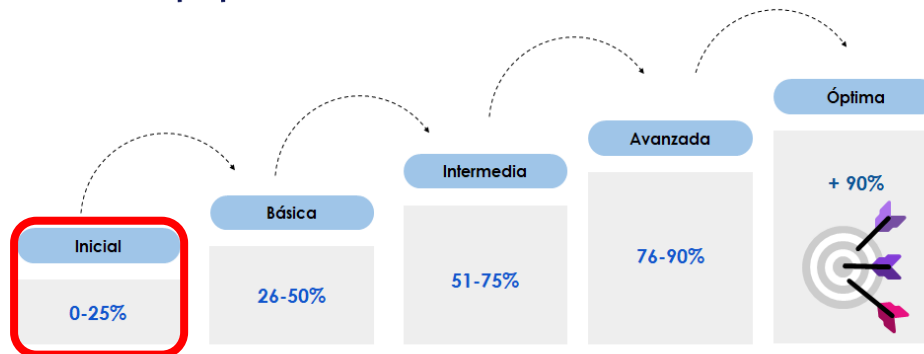 Inicial
0-25%
Básica
26-50%
Intermedia
51-75%
Avanzada
76-90%
Óptima
+ 90%